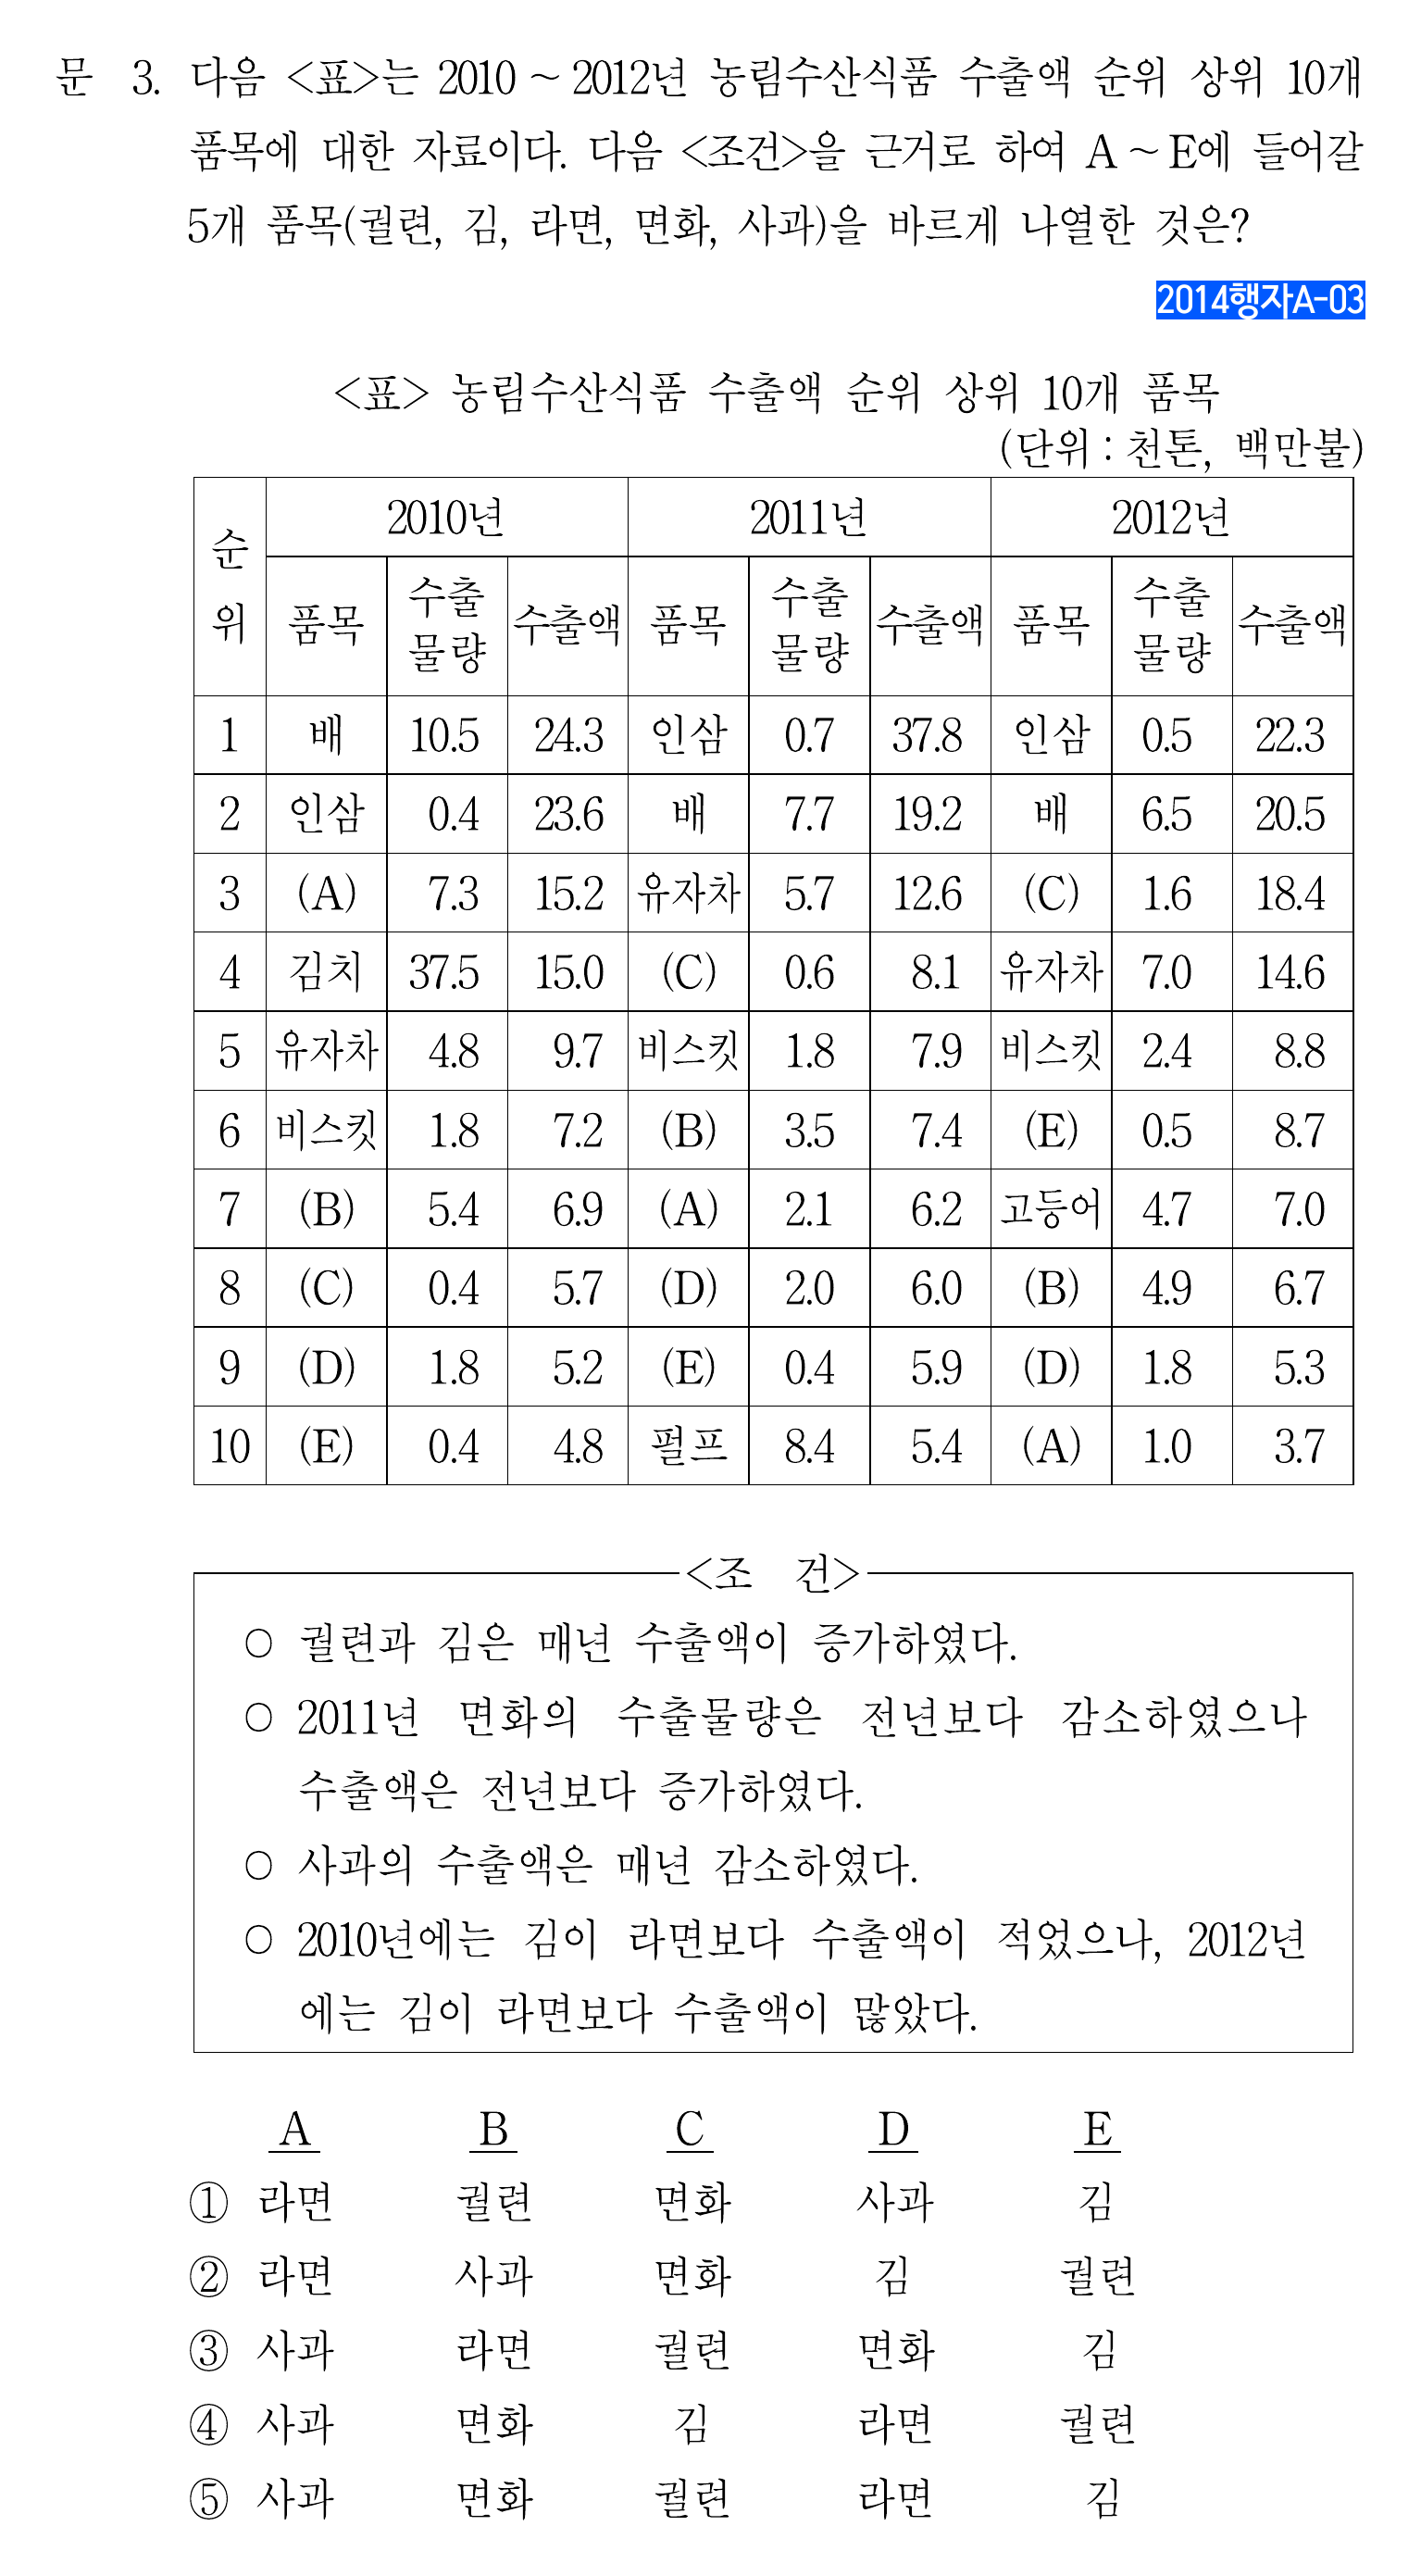 문 3. 다음 <표>는 2010 ~ 2012년 농림수산식품 수출액 순위 상위 10개
품목에 대한 자료이다. 다음 <조건>을 근거로 하여 A ~ E에 들어갈
5개 품목(궐련, 김, 라면, 면화, 사과)을 바르게 나열한 것은?
2014행자A-03
<표> 농림수산식품 수출액 순위 상위 10개 품목
(단위 : 천톤, 백만불)
순위 2010년 2011년 2012년
품목 수출물량 수출액 품목 수출물량 수출액 품목 수출물량 수출액
1 배 10.5 24.3 인삼 0.7 37.8 인삼 0.5 22.3
2 인삼 0.4 23.6 배 7.7 19.2 배 6.5 20.5
3 (A) 7.3 15.2 유자차 5.7 12.6 (C) 1.6 18.4
4 김치 37.5 15.0 (C) 0.6 8.1 유자차 7.0 14.6
5 유자차 4.8 9.7 비스킷 1.8 7.9 비스킷 2.4 8.8
6 비스킷 1.8 7.2 (B) 3.5 7.4 (E) 0.5 8.7
7 (B) 5.4 6.9 (A) 2.1 6.2 고등어 4.7 7.0
8 (C) 0.4 5.7 (D) 2.0 6.0 (B) 4.9 6.7
9 (D) 1.8 5.2 (E) 0.4 5.9 (D) 1.8 5.3
10 (E) 0.4 4.8 펄프 8.4 5.4 (A) 1.0 3.7
<조 건>
○ 궐련과 김은 매년 수출액이 증가하였다.
○ 2011년 면화의 수출물량은 전년보다 감소하였으나
수출액은 전년보다 증가하였다.
○ 사과의 수출액은 매년 감소하였다.
○ 2010년에는 김이 라면보다 수출액이 적었으나, 2012년
에는 김이 라면보다 수출액이 많았다.
A B C D E
① 라면 궐련 면화 사과 김
② 라면 사과 면화 김 궐련
③ 사과 라면 궐련 면화 김
④ 사과 면화 김 라면 궐련
⑤ 사과 면화 궐련 라면 김